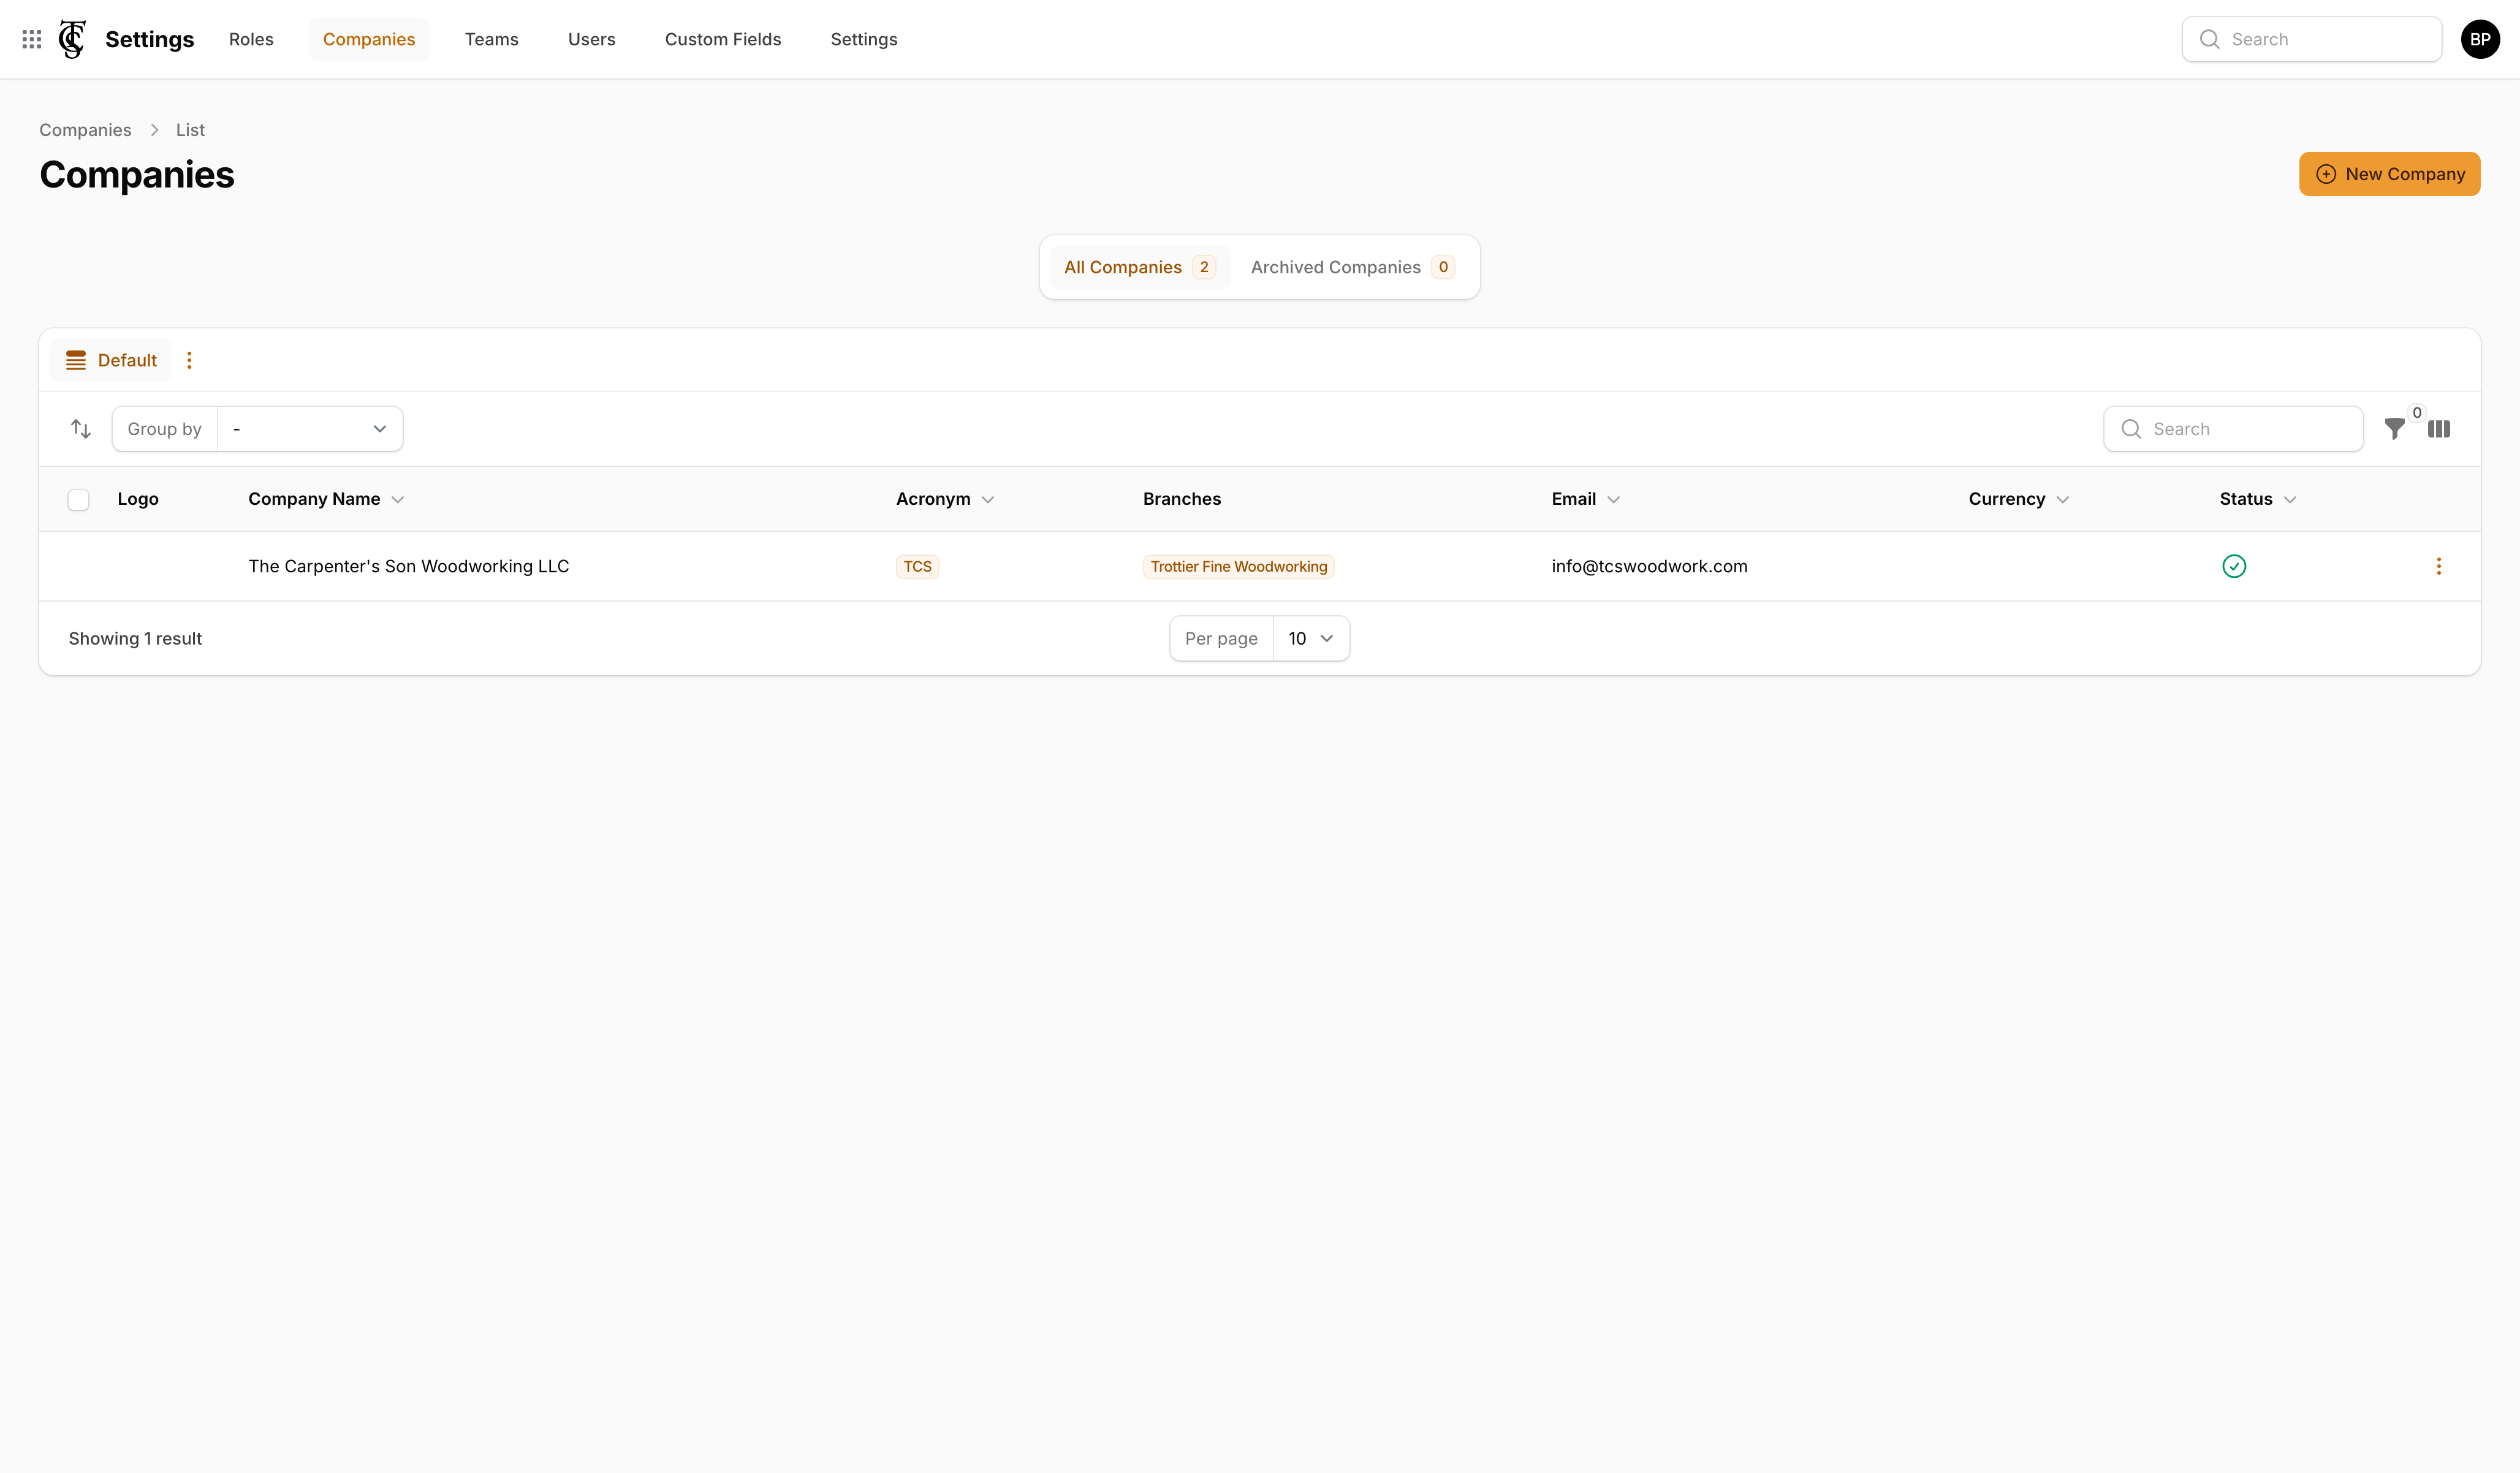 TCS Settings Roles Companies Teams Users Custom Fields Settings Search BP
Companies List
Companies
New Company
All Companies 2 Archived Companies 0
Default
Group by - Search 0
Logo Company Name Acronym Branches Email Currency Status
The Carpenter's Son Woodworking LLC TCS Trottier Fine Woodworking info@tcswoodwork.com
Showing 1 result Per page 10